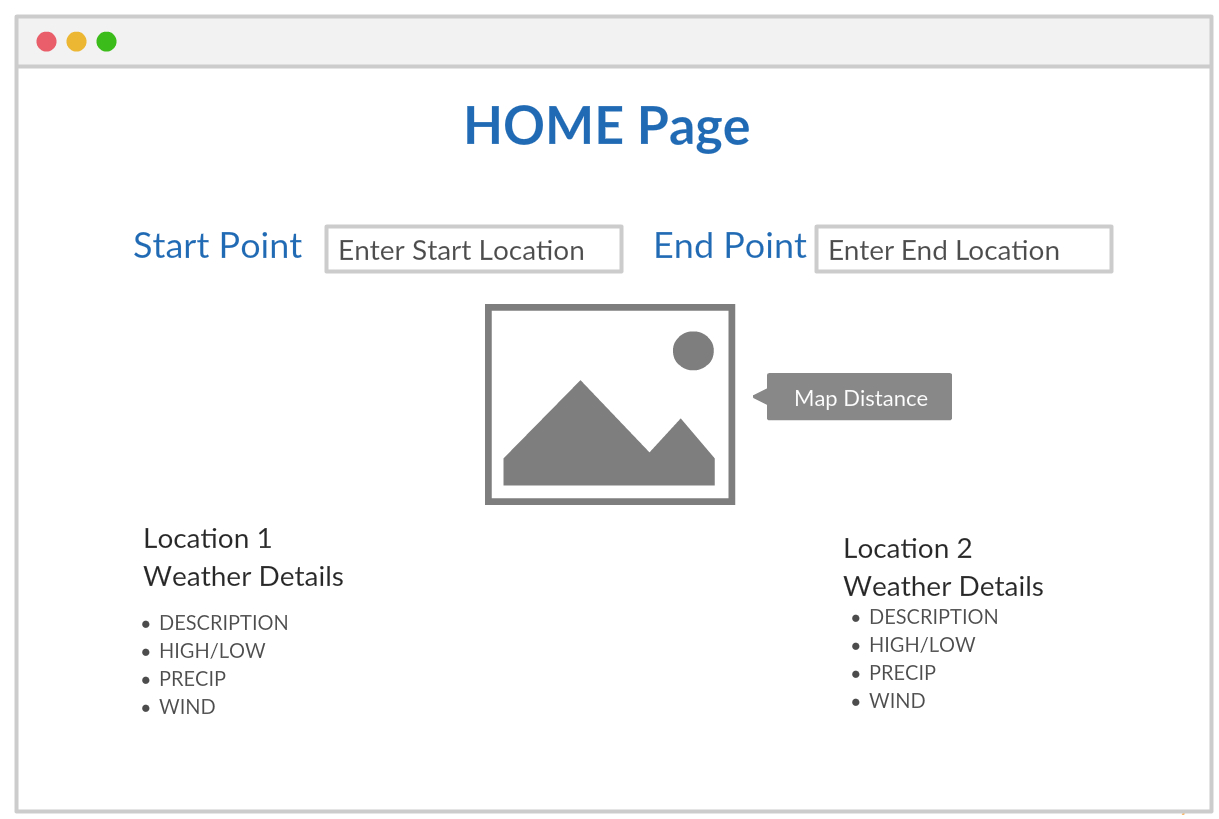 HOME Page
Start Point
Enter Start Location
End Point
Enter End Location
Map Distance
Location 1
Weather Details
• DESCRIPTION
• HIGH/LOW
• PRECIP
• WIND
Location 2
Weather Details
• DESCRIPTION
• HIGH/LOW
• PRECIP
• WIND